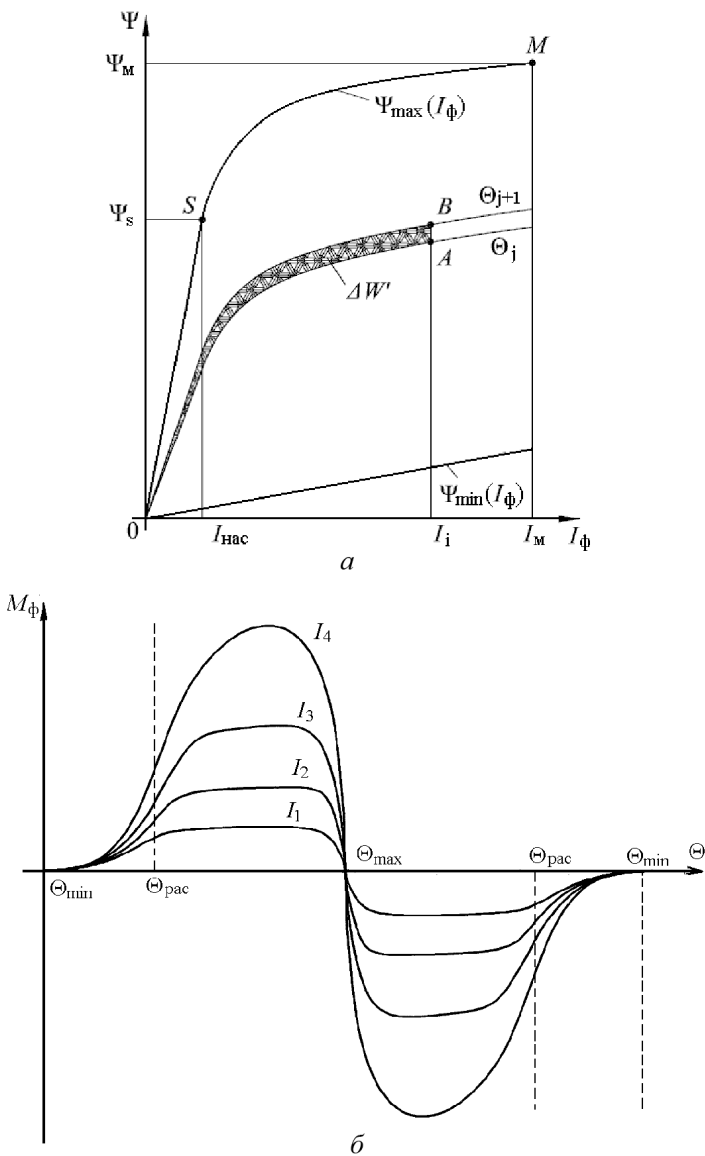 Ψ
M
Ψм
Ψmax(Iф)
S
Ψs
B
Θj+1
A
Θj
ΔW'
Ψmin(Iф)
0
Iнас
Ii
Iм
Iф
а
Mф
I4
I3
I2
I1
Θmax
Θрас
Θmin
Θ
Θmin
Θрас
б